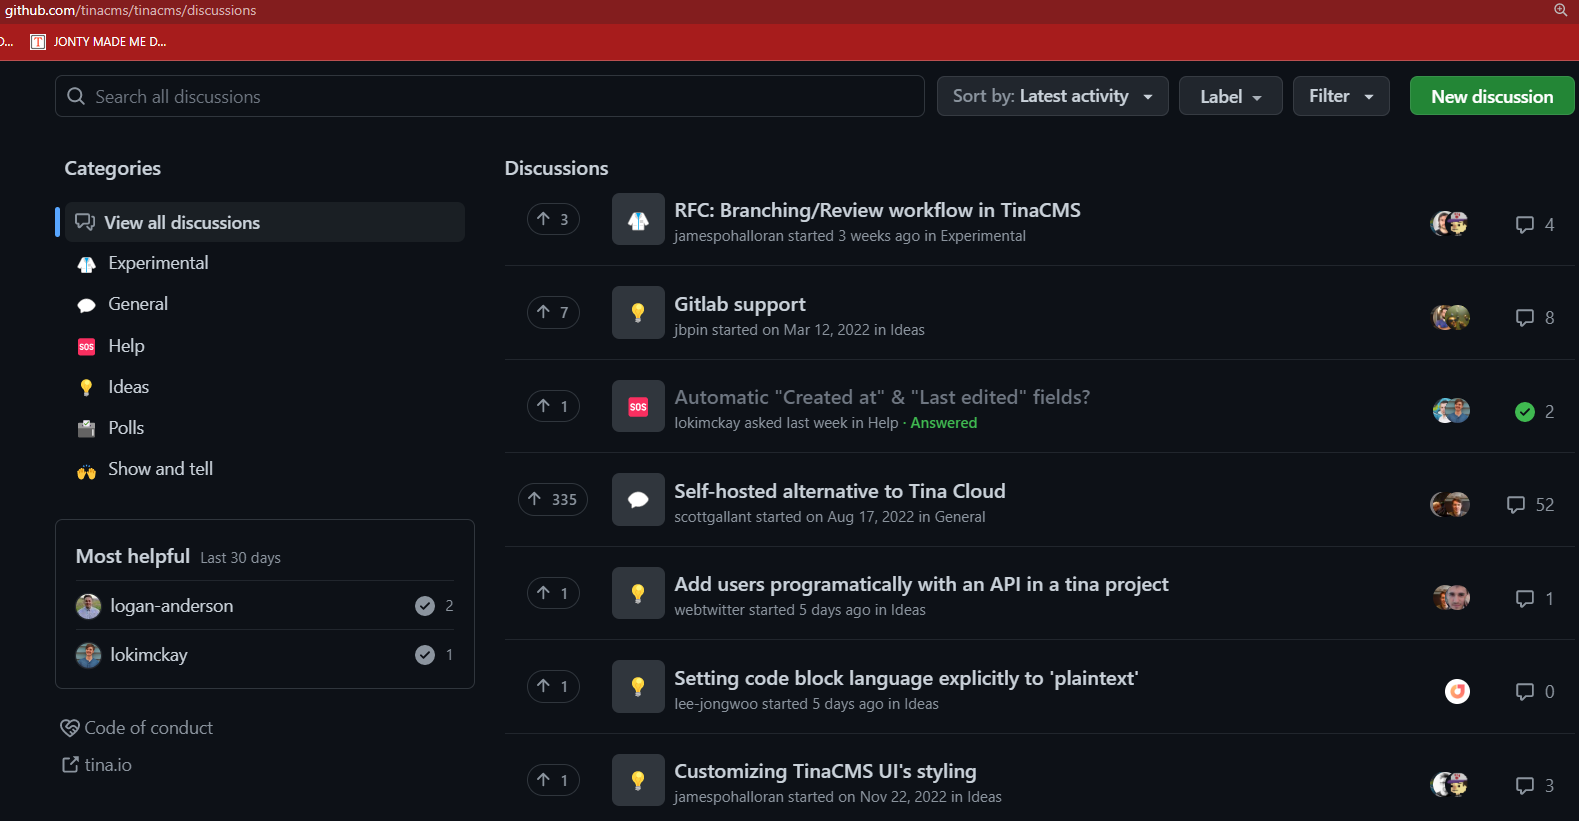 github.com/tinacms/tinacms/discussions
D... T JONTY MADE ME D...
Search all discussions
Sort by: Latest activity
Label
Filter
New discussion
Categories
View all discussions
Experimental
General
SOS Help
Ideas
Polls
Show and tell
Most helpful Last 30 days
logan-anderson 2
lokimckay 1
Code of conduct
tina.io
Discussions
3 RFC: Branching/Review workflow in TinaCMS 4
jamespohalloran started 3 weeks ago in Experimental
7 Gitlab support 8
jbpin started on Mar 12, 2022 in Ideas
1 SOS Automatic "Created at" & "Last edited" fields? 2
lokimckay asked last week in Help · Answered
335 Self-hosted alternative to Tina Cloud 52
scottgallant started on Aug 17, 2022 in General
1 Add users programatically with an API in a tina project 1
webtwitter started 5 days ago in Ideas
1 Setting code block language explicitly to 'plaintext' 0
lee-jongwoo started 5 days ago in Ideas
1 Customizing TinaCMS UI's styling 3
jamespohalloran started on Nov 22, 2022 in Ideas